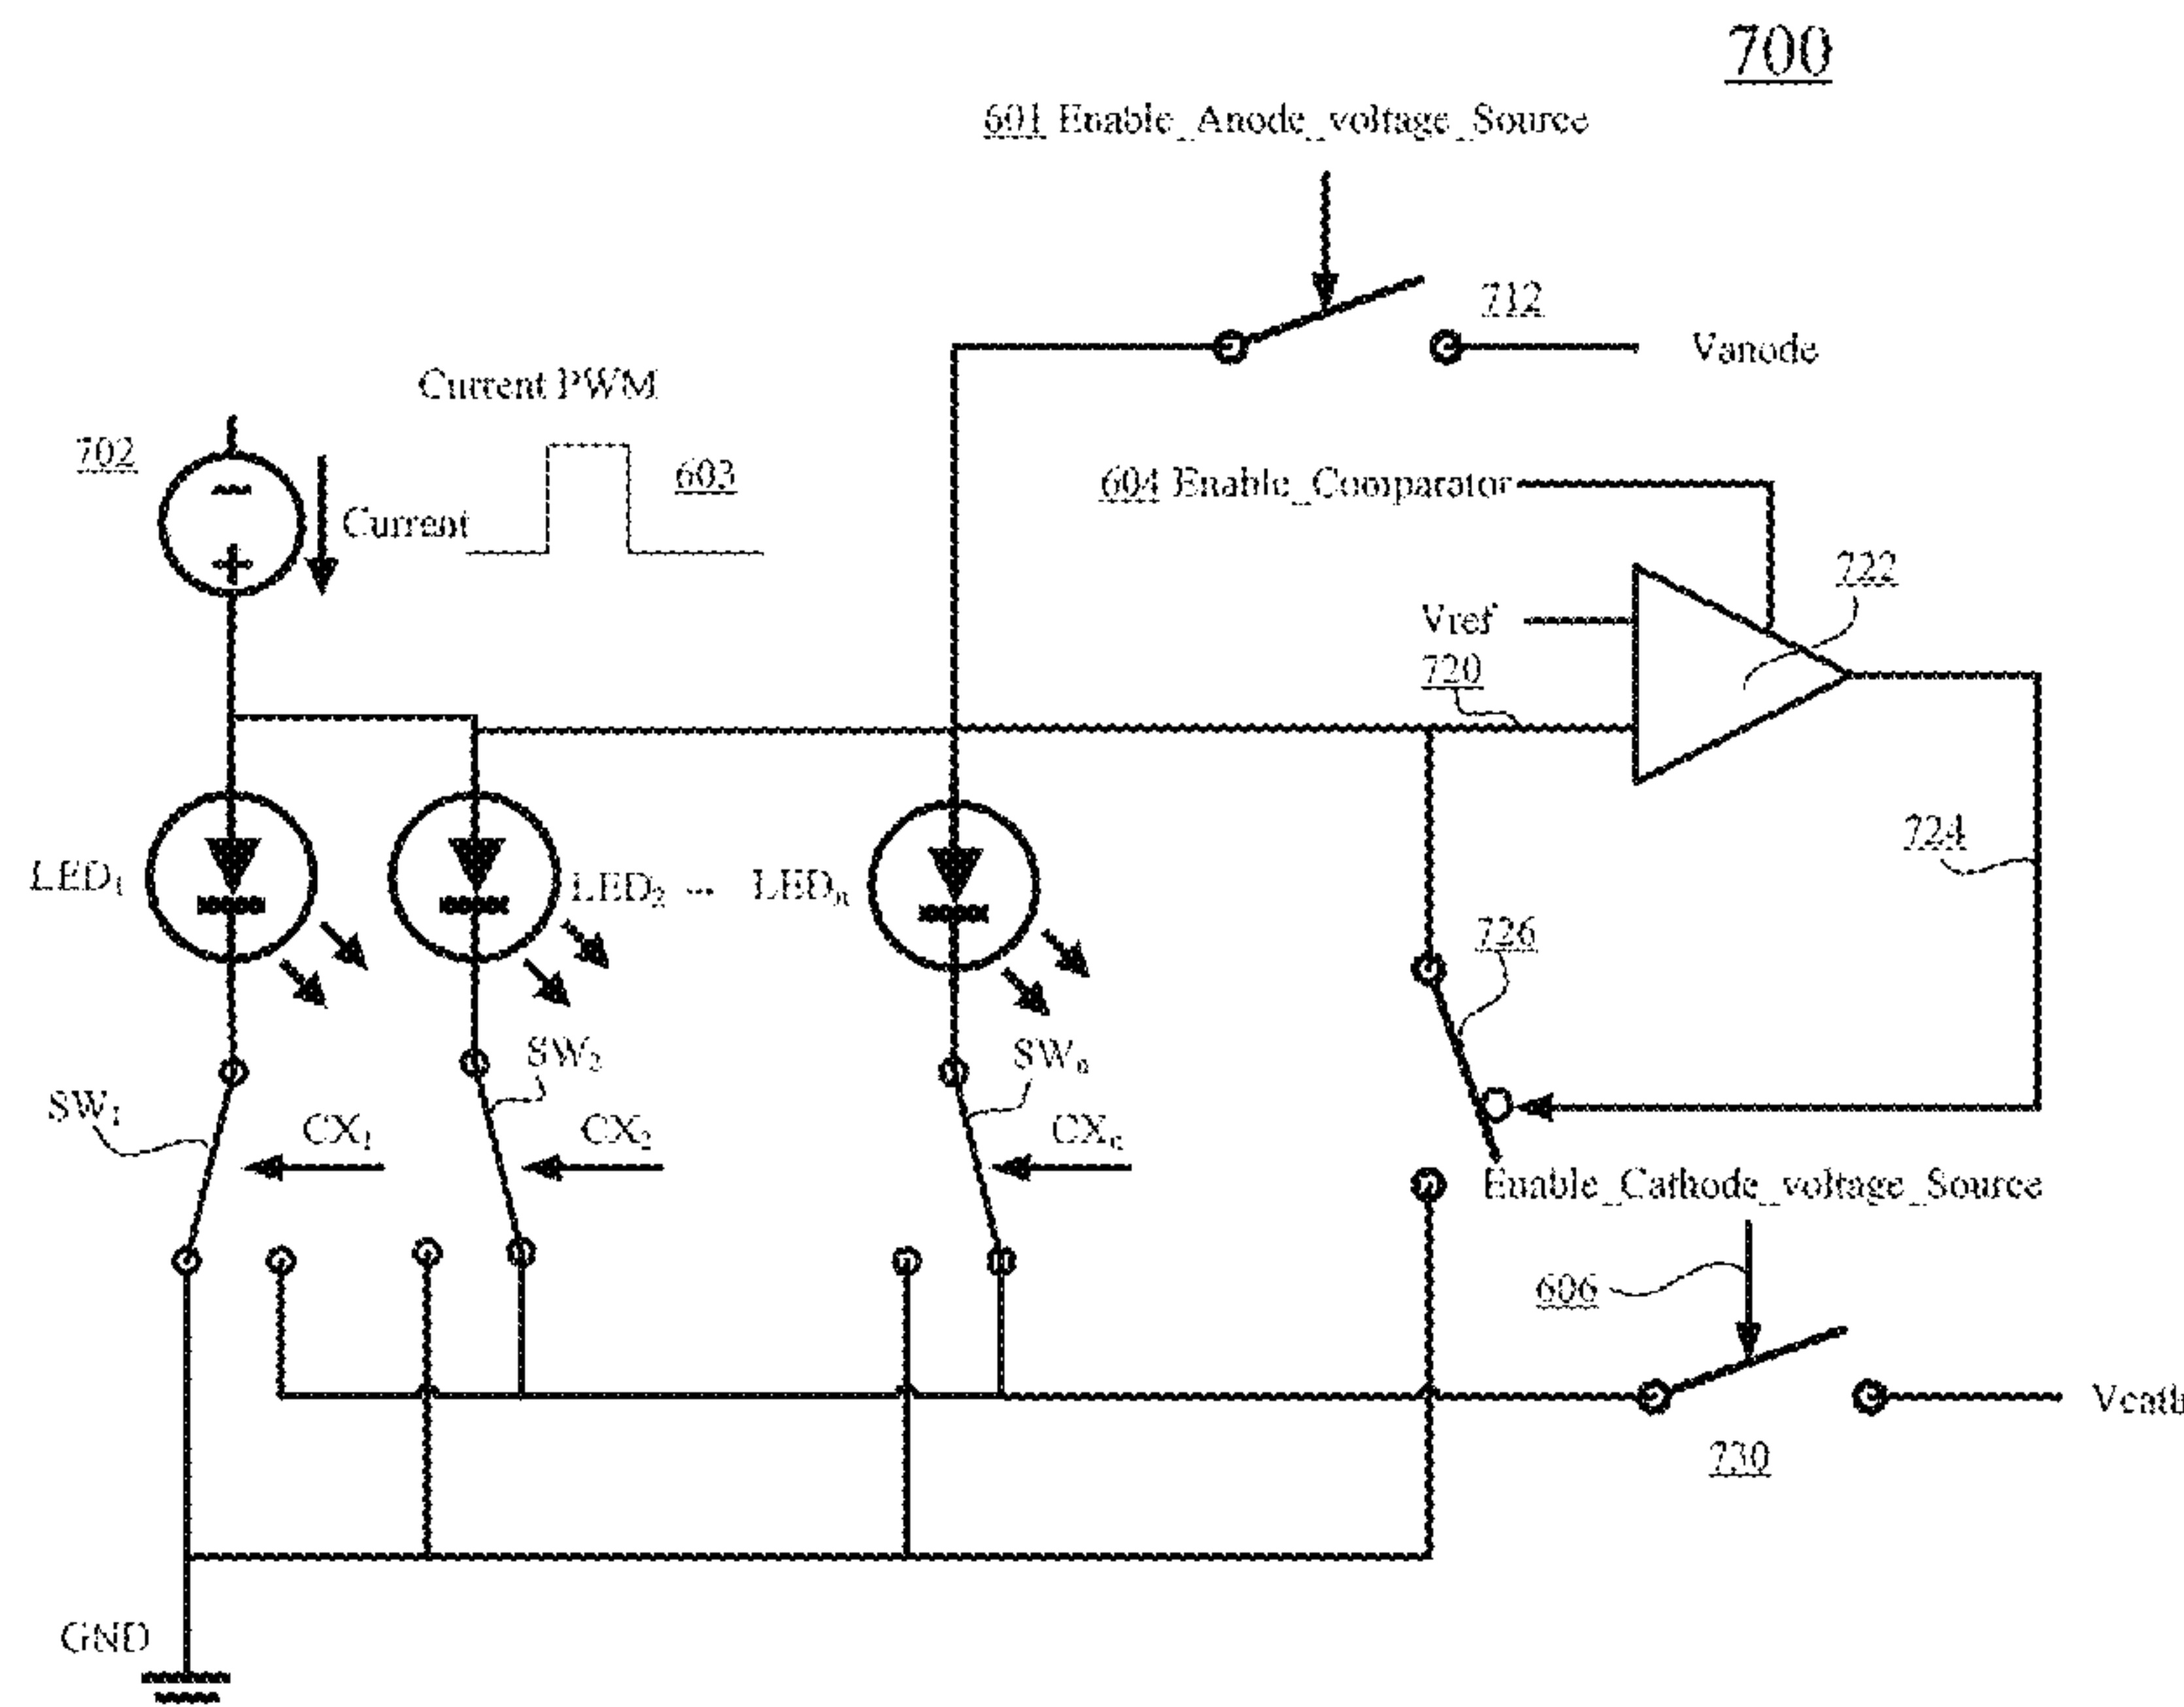 700
601 Enable_Anode_voltage_Source
712
Vanode
Current PWM
702
603
Current
604 Enable_Comparator
722
Vref
720
724
LED1
LED2 --
LEDn
726
SW1
SW2
SWn
CX1
CX2
CXn
Enable_Cathode_voltage_Source
606
Vcath
730
GND